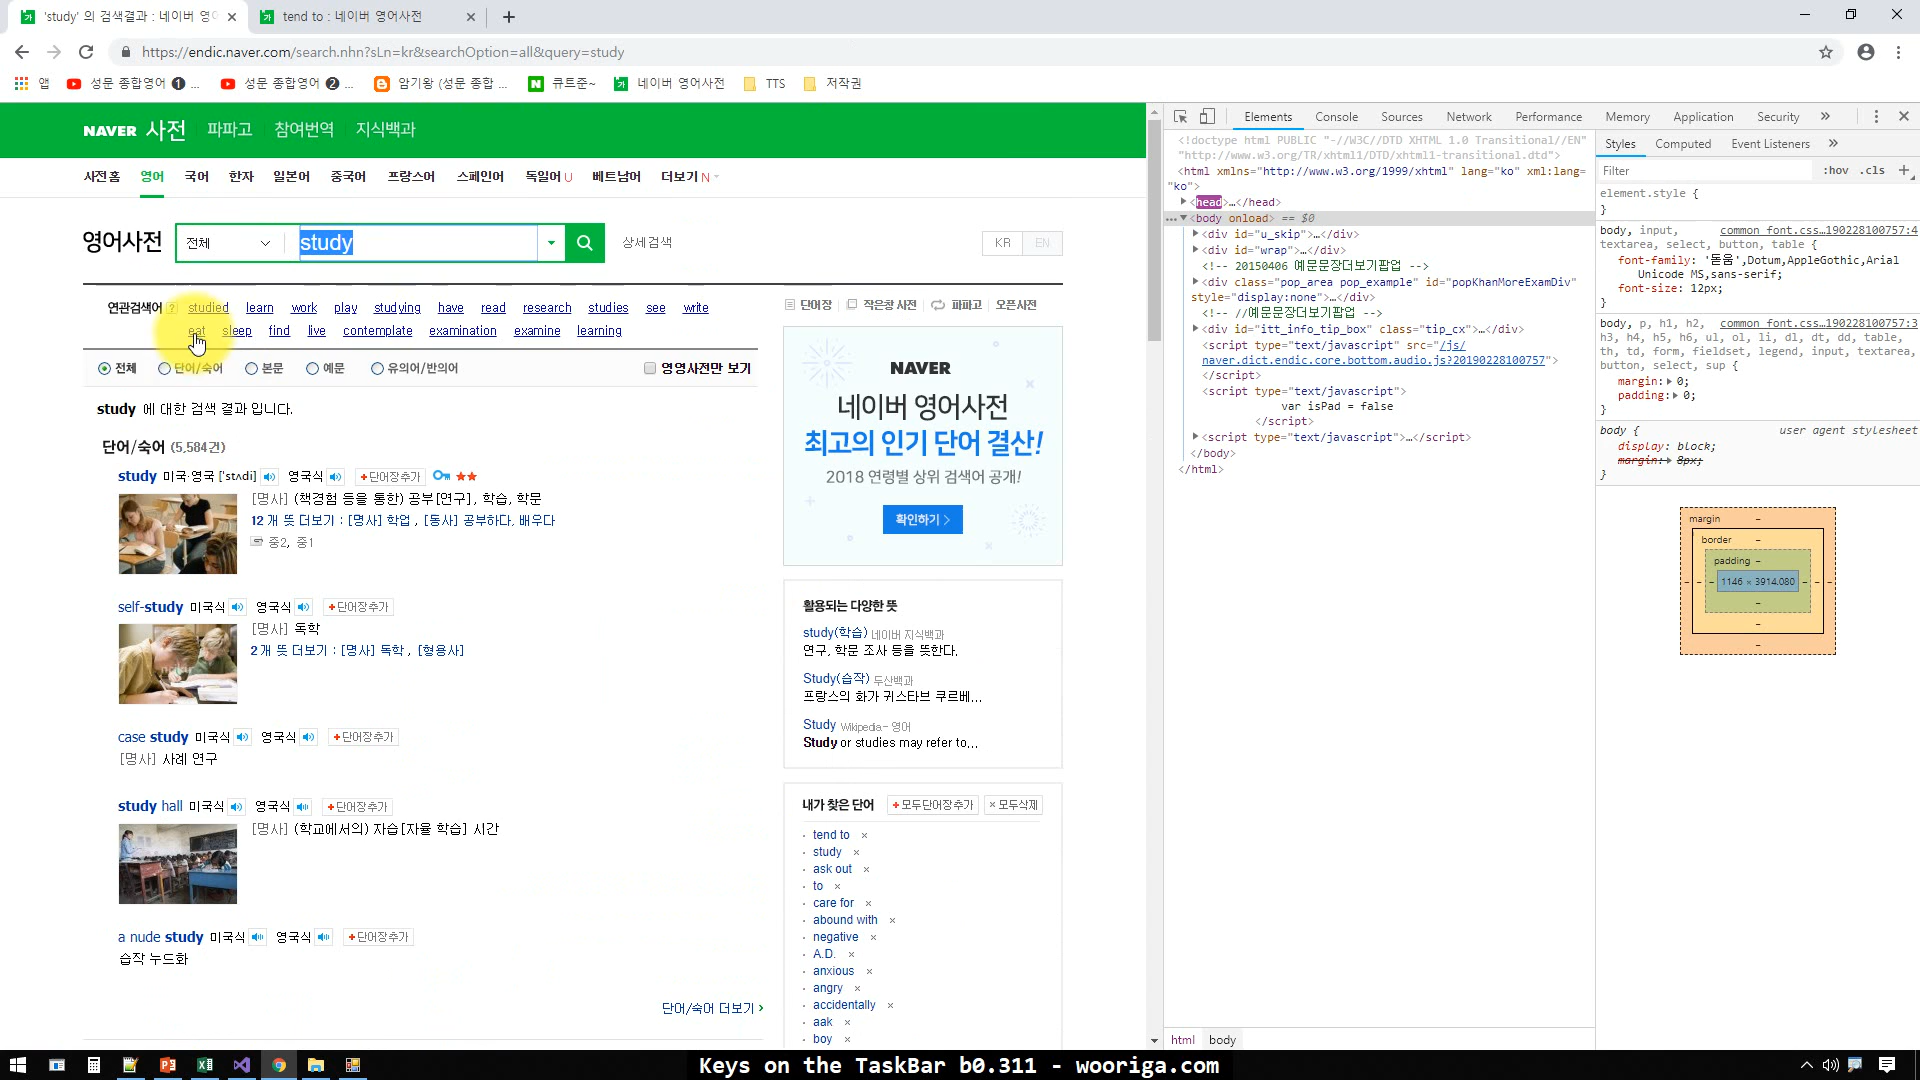 'study' 의 검색결과 : 네이버 영어
tend to : 네이버 영어사전
https://endic.naver.com/search.nhn?sLn=kr&searchOption=all&query=study
앱 성문 종합영어 ❶ ... 성문 종합영어 ❷ ... 암기왕 (성문 종합 ... 큐트준~ 네이버 영어사전 TTS 저작권
NAVER 사전 파파고 참여번역 지식백과
사전홈 영어 국어 한자 일본어 중국어 프랑스어 스페인어 독일어 U 베트남어 더보기 N
영어사전 전체 study 상세검색 KR EN
연관검색어 ? studied learn work play studying have read research studies see write
eat sleep find live contemplate examination examine learning
전체 단어/숙어 본문 예문 유의어/반의어 영영사전만 보기
study 에 대한 검색 결과 입니다.
단어/숙어 (5,584건)
study 미국·영국 ['stʌdi] 영국식 +단어장추가
[명사] (책경험 등을 통한) 공부[연구], 학습, 학문
12 개 뜻 더보기 : [명사] 학업 , [동사] 공부하다, 배우다
중2, 중1
self-study 미국식 영국식 +단어장추가
[명사] 독학
2 개 뜻 더보기 : [명사] 독학 , [형용사]
case study 미국식 영국식 +단어장추가
[명사] 사례 연구
study hall 미국식 영국식 +단어장추가
[명사] (학교에서의) 자습[자율 학습] 시간
a nude study 미국식 영국식 +단어장추가
습작 누드화
단어/숙어 더보기 >
단어장 작은창 사전 파파고 오픈사전
NAVER
네이버 영어사전
최고의 인기 단어 결산!
2018 연령별 상위 검색어 공개!
확인하기 >
활용되는 다양한 뜻
study(학습) 네이버 지식백과
연구, 학문 조사 등을 뜻한다.
Study(습작) 두산백과
프랑스의 화가 귀스타브 쿠르베...
Study Wikipedia - 영어
Study or studies may refer to...
내가 찾은 단어 +모두단어장추가 ×모두삭제
· tend to ×
· study ×
· ask out ×
· to ×
· care for ×
· abound with ×
· negative ×
· A.D. ×
· anxious ×
· angry ×
· accidentally ×
· aak ×
· boy ×
Elements Console Sources Network Performance Memory Application Security »
<!doctype html PUBLIC "-//W3C//DTD XHTML 1.0 Transitional//EN"
"http://www.w3.org/TR/xhtml1/DTD/xhtml1-transitional.dtd">
<html xmlns="http://www.w3.org/1999/xhtml" lang="ko" xml:lang=
"ko">
<head>…</head>
<body onload> == $0
<div id="u_skip">…</div>
<div id="wrap">…</div>
<!-- 20150406 예문문장더보기팝업 -->
<div class="pop_area pop_example" id="popKhanMoreExamDiv"
style="display:none">…</div>
<!-- //예문문장더보기팝업 -->
<div id="itt_info_tip_box" class="tip_cx">…</div>
<script type="text/javascript" src="/js/
naver.dict.endic.core.bottom.audio.js?20190228100757">
</script>
<script type="text/javascript">
var isPad = false
</script>
<script type="text/javascript">…</script>
</body>
</html>
html body
Styles Computed Event Listeners »
Filter :hov .cls +
element.style {
}
body, input, common_font.css…190228100757:4
textarea, select, button, table {
font-family: '돋움',Dotum,AppleGothic,Arial
Unicode MS,sans-serif;
font-size: 12px;
}
body, p, h1, h2, common_font.css…190228100757:3
h3, h4, h5, h6, ul, ol, li, dl, dt, dd, table,
th, td, form, fieldset, legend, input, textarea,
button, select, sup {
margin: 0;
padding: 0;
}
body { user agent stylesheet
display: block;
margin: 8px;
}
margin -
border -
padding -
1146 × 3914.080
Keys on the TaskBar b0.311 - wooriga.com